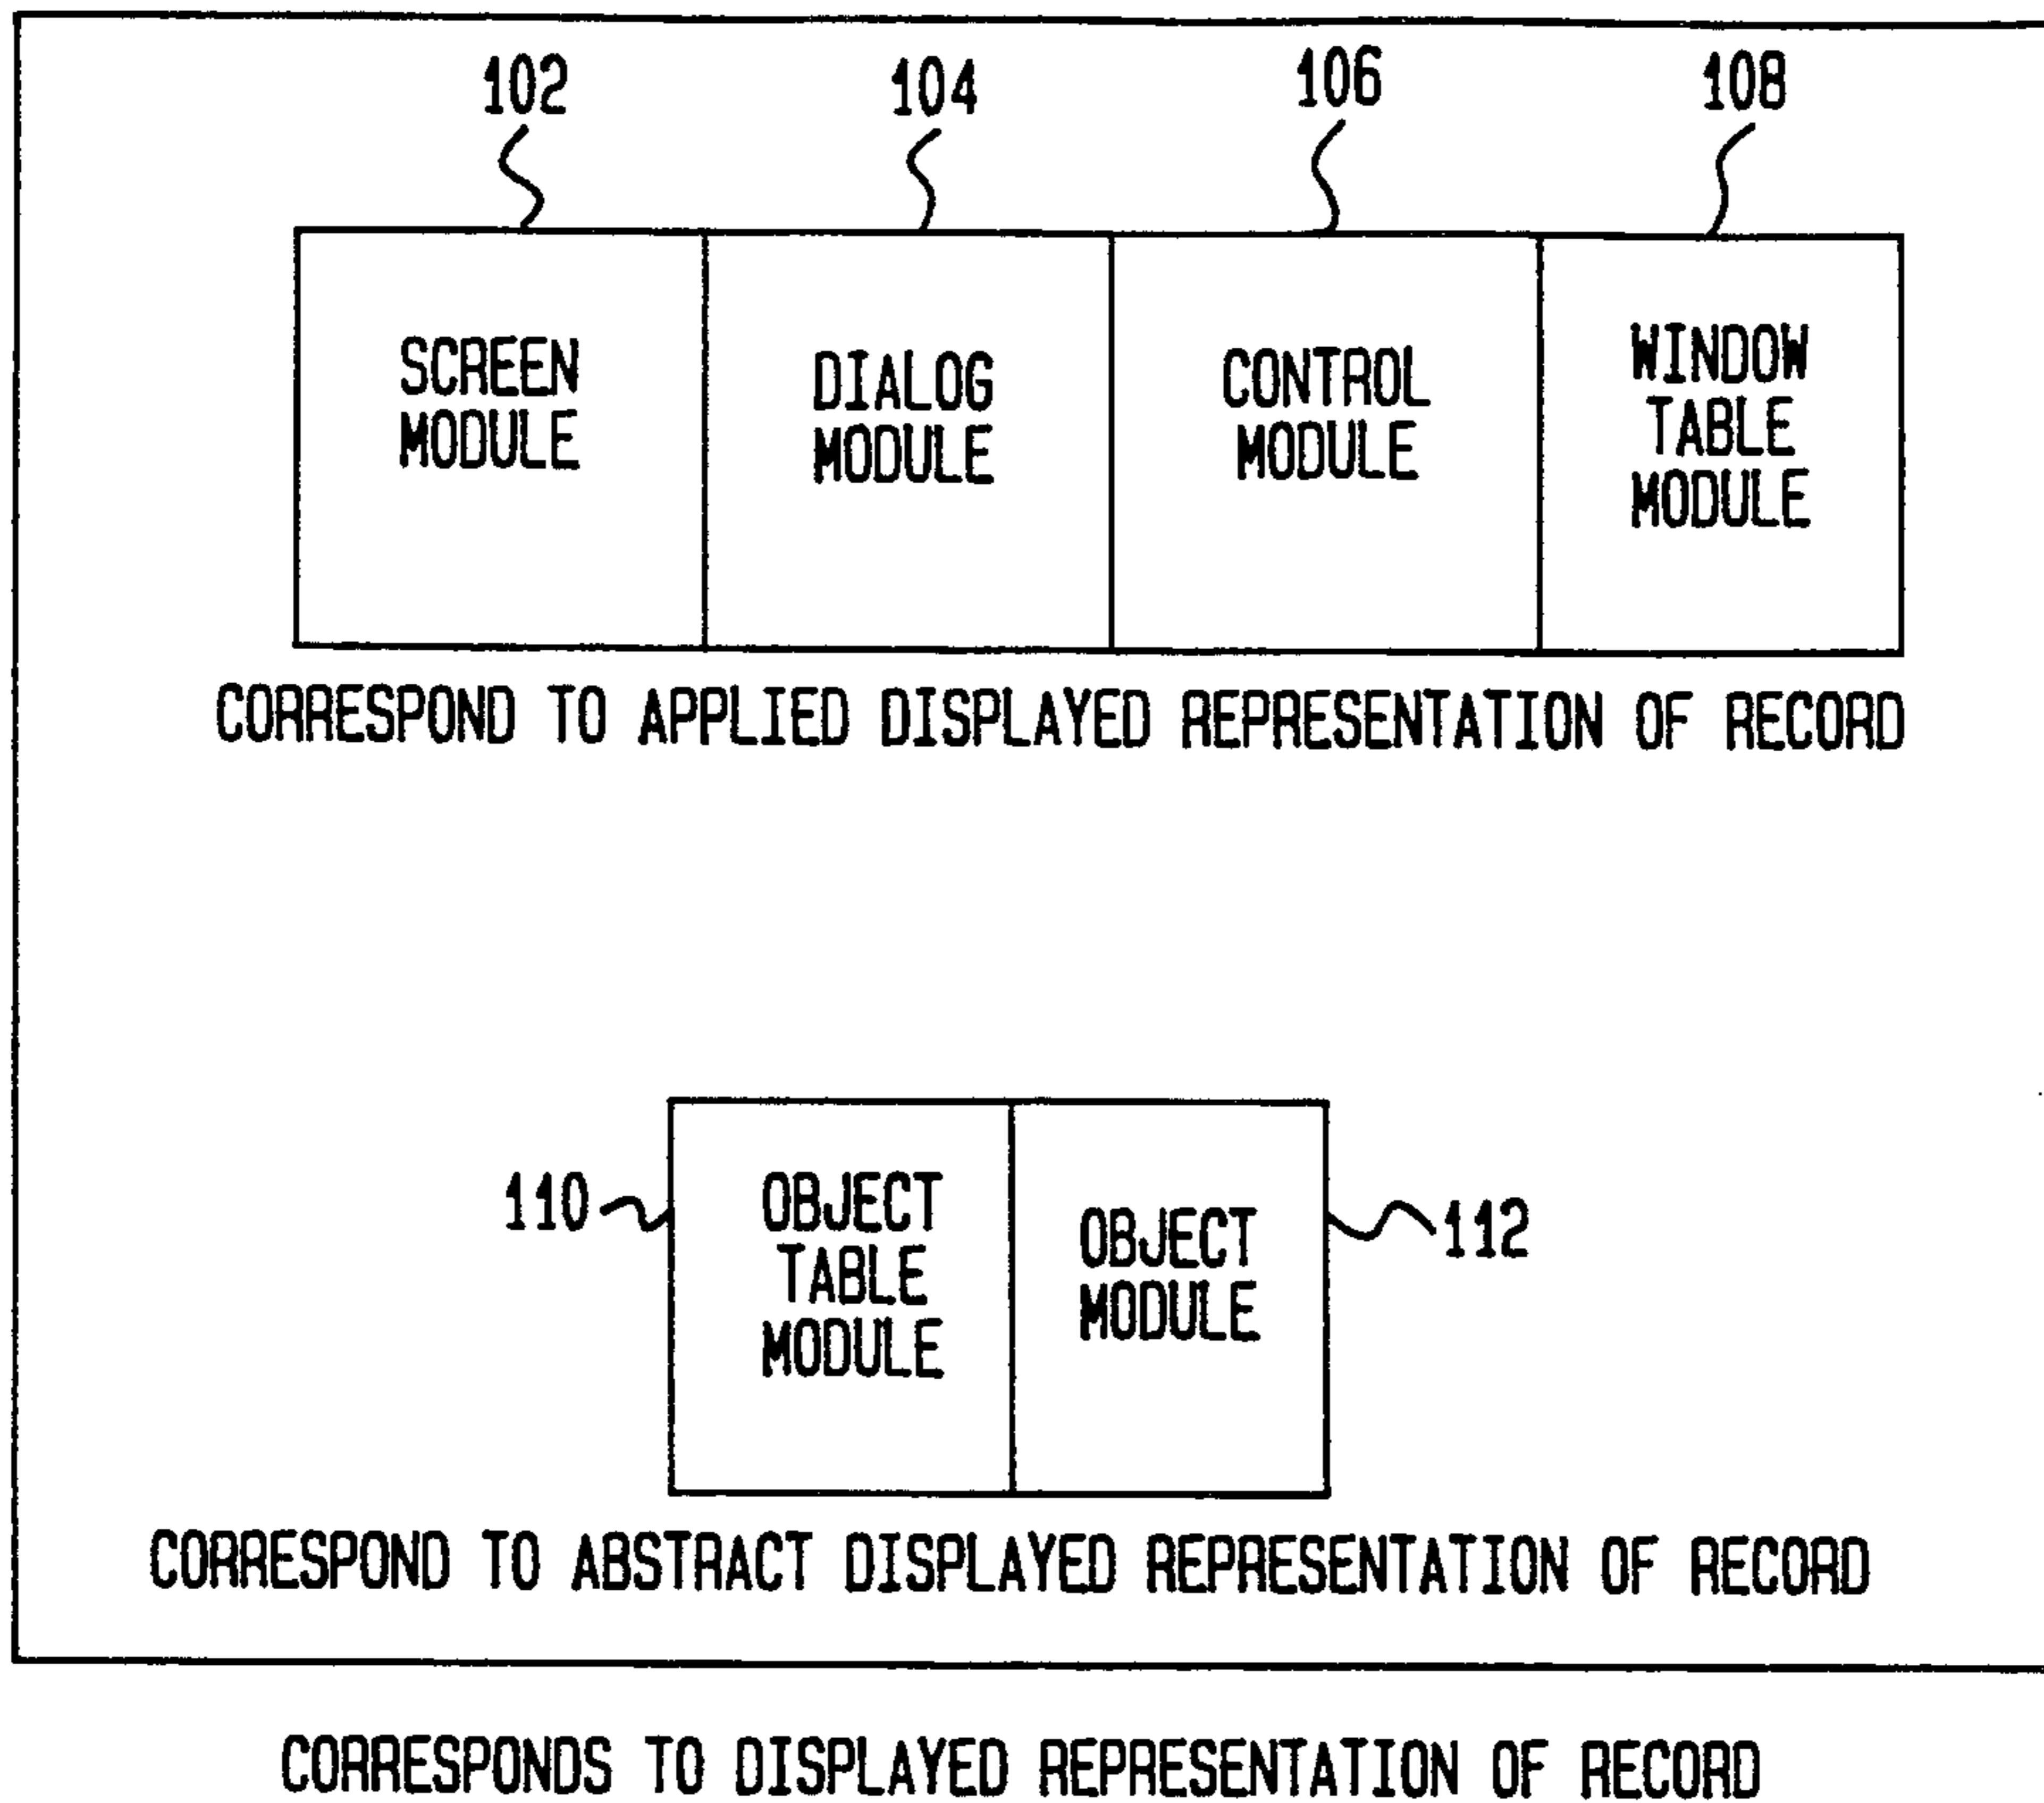 102 104 106 108
SCREEN MODULE
DIALOG MODULE
CONTROL MODULE
WINDOW TABLE MODULE
CORRESPOND TO APPLIED DISPLAYED REPRESENTATION OF RECORD
110
OBJECT TABLE MODULE
OBJECT MODULE
112
CORRESPOND TO ABSTRACT DISPLAYED REPRESENTATION OF RECORD
CORRESPONDS TO DISPLAYED REPRESENTATION OF RECORD